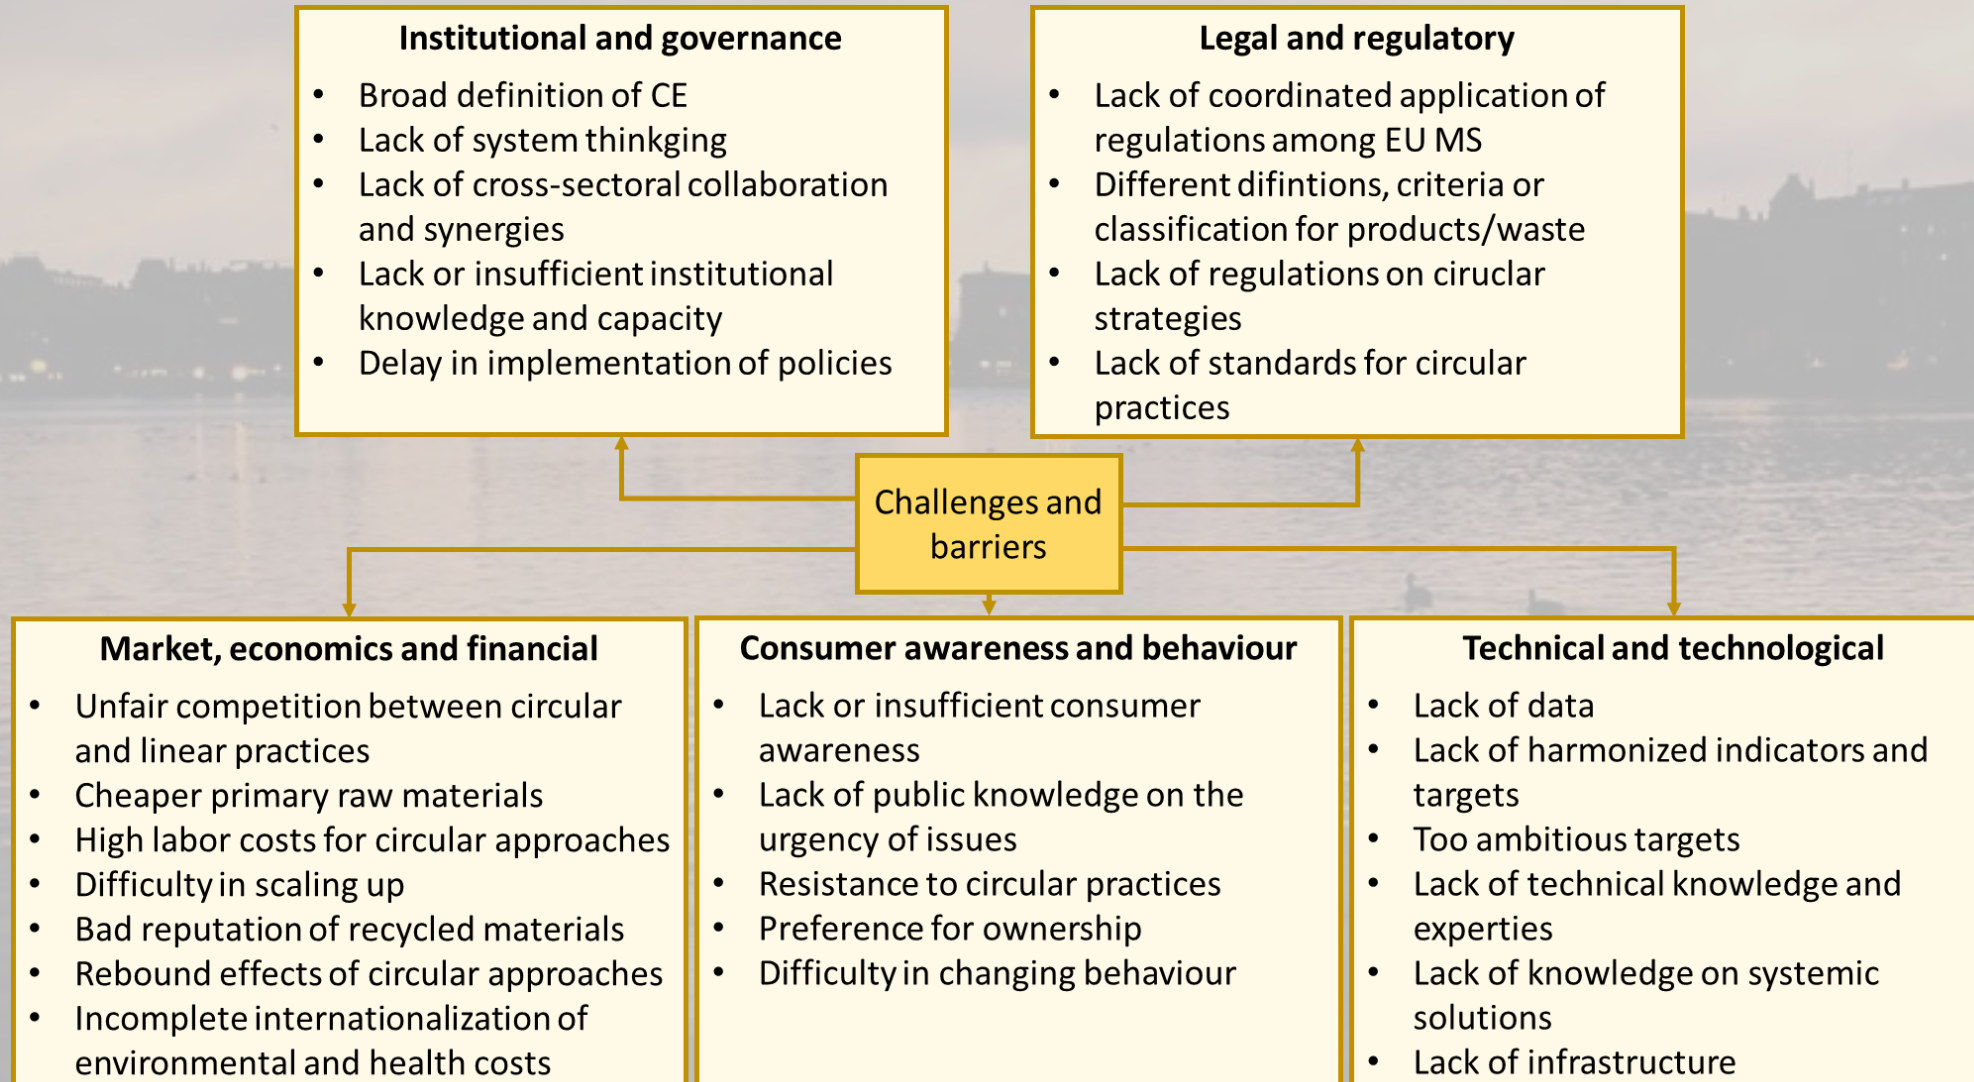 Institutional and governance
• Broad definition of CE
• Lack of system thinkging
• Lack of cross-sectoral collaboration
and synergies
• Lack or insufficient institutional
knowledge and capacity
• Delay in implementation of policies
Legal and regulatory
• Lack of coordinated application of
regulations among EU MS
• Different difintions, criteria or
classification for products/waste
• Lack of regulations on ciruclar
strategies
• Lack of standards for circular
practices
Challenges and
barriers
Market, economics and financial
• Unfair competition between circular
and linear practices
• Cheaper primary raw materials
• High labor costs for circular approaches
• Difficulty in scaling up
• Bad reputation of recycled materials
• Rebound effects of circular approaches
• Incomplete internationalization of
environmental and health costs
Consumer awareness and behaviour
• Lack or insufficient consumer
awareness
• Lack of public knowledge on the
urgency of issues
• Resistance to circular practices
• Preference for ownership
• Difficulty in changing behaviour
Technical and technological
• Lack of data
• Lack of harmonized indicators and
targets
• Too ambitious targets
• Lack of technical knowledge and
experties
• Lack of knowledge on systemic
solutions
• Lack of infrastructure